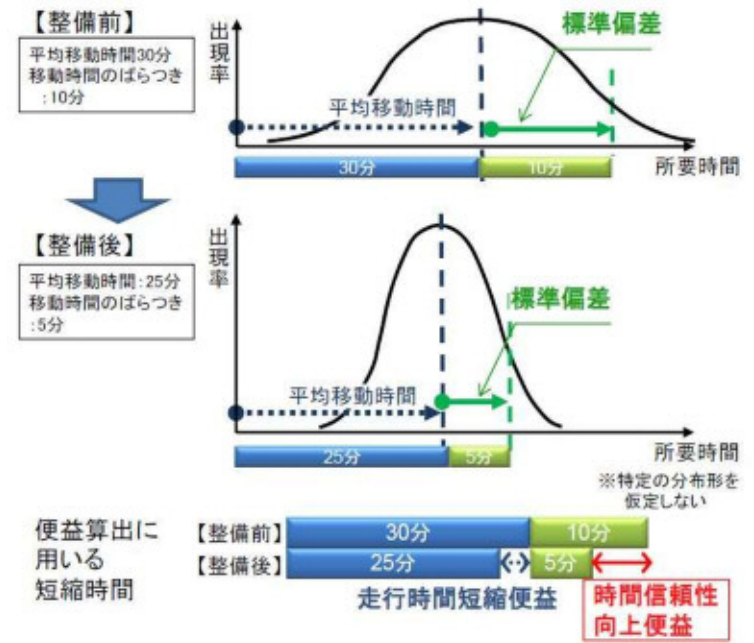 【整備前】
平均移動時間30分
移動時間のばらつき
:10分
出現率
標準偏差
平均移動時間
30分
10分
所要時間
【整備後】
平均移動時間:25分
移動時間のばらつき
:5分
出現率
標準偏差
平均移動時間
25分
5分
所要時間
※特定の分布形を
仮定しない
便益算出に
用いる
短縮時間
【整備前】
30分
10分
【整備後】
25分
5分
走行時間短縮便益
時間信頼性
向上便益